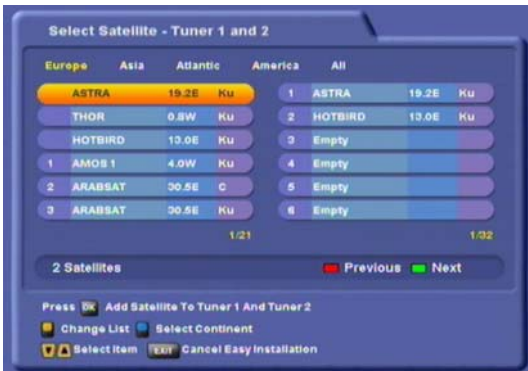 Select Satellite - Tuner 1 and 2
Europe Asia Atlantic America All
ASTRA 19.2E Ku
THOR 0.8W Ku
HOTBIRD 13.0E Ku
1 AMOS 1 4.0W Ku
2 ARABSAT 30.5E C
3 ARABSAT 30.5E Ku
1/21
1 ASTRA 19.2E Ku
2 HOTBIRD 13.0E Ku
3 Empty
4 Empty
5 Empty
6 Empty
1/32
2 Satellites
Previous Next
Press OK Add Satellite To Tuner 1 And Tuner 2
Change List Select Continent
Select Item EXIT Cancel Easy Installation